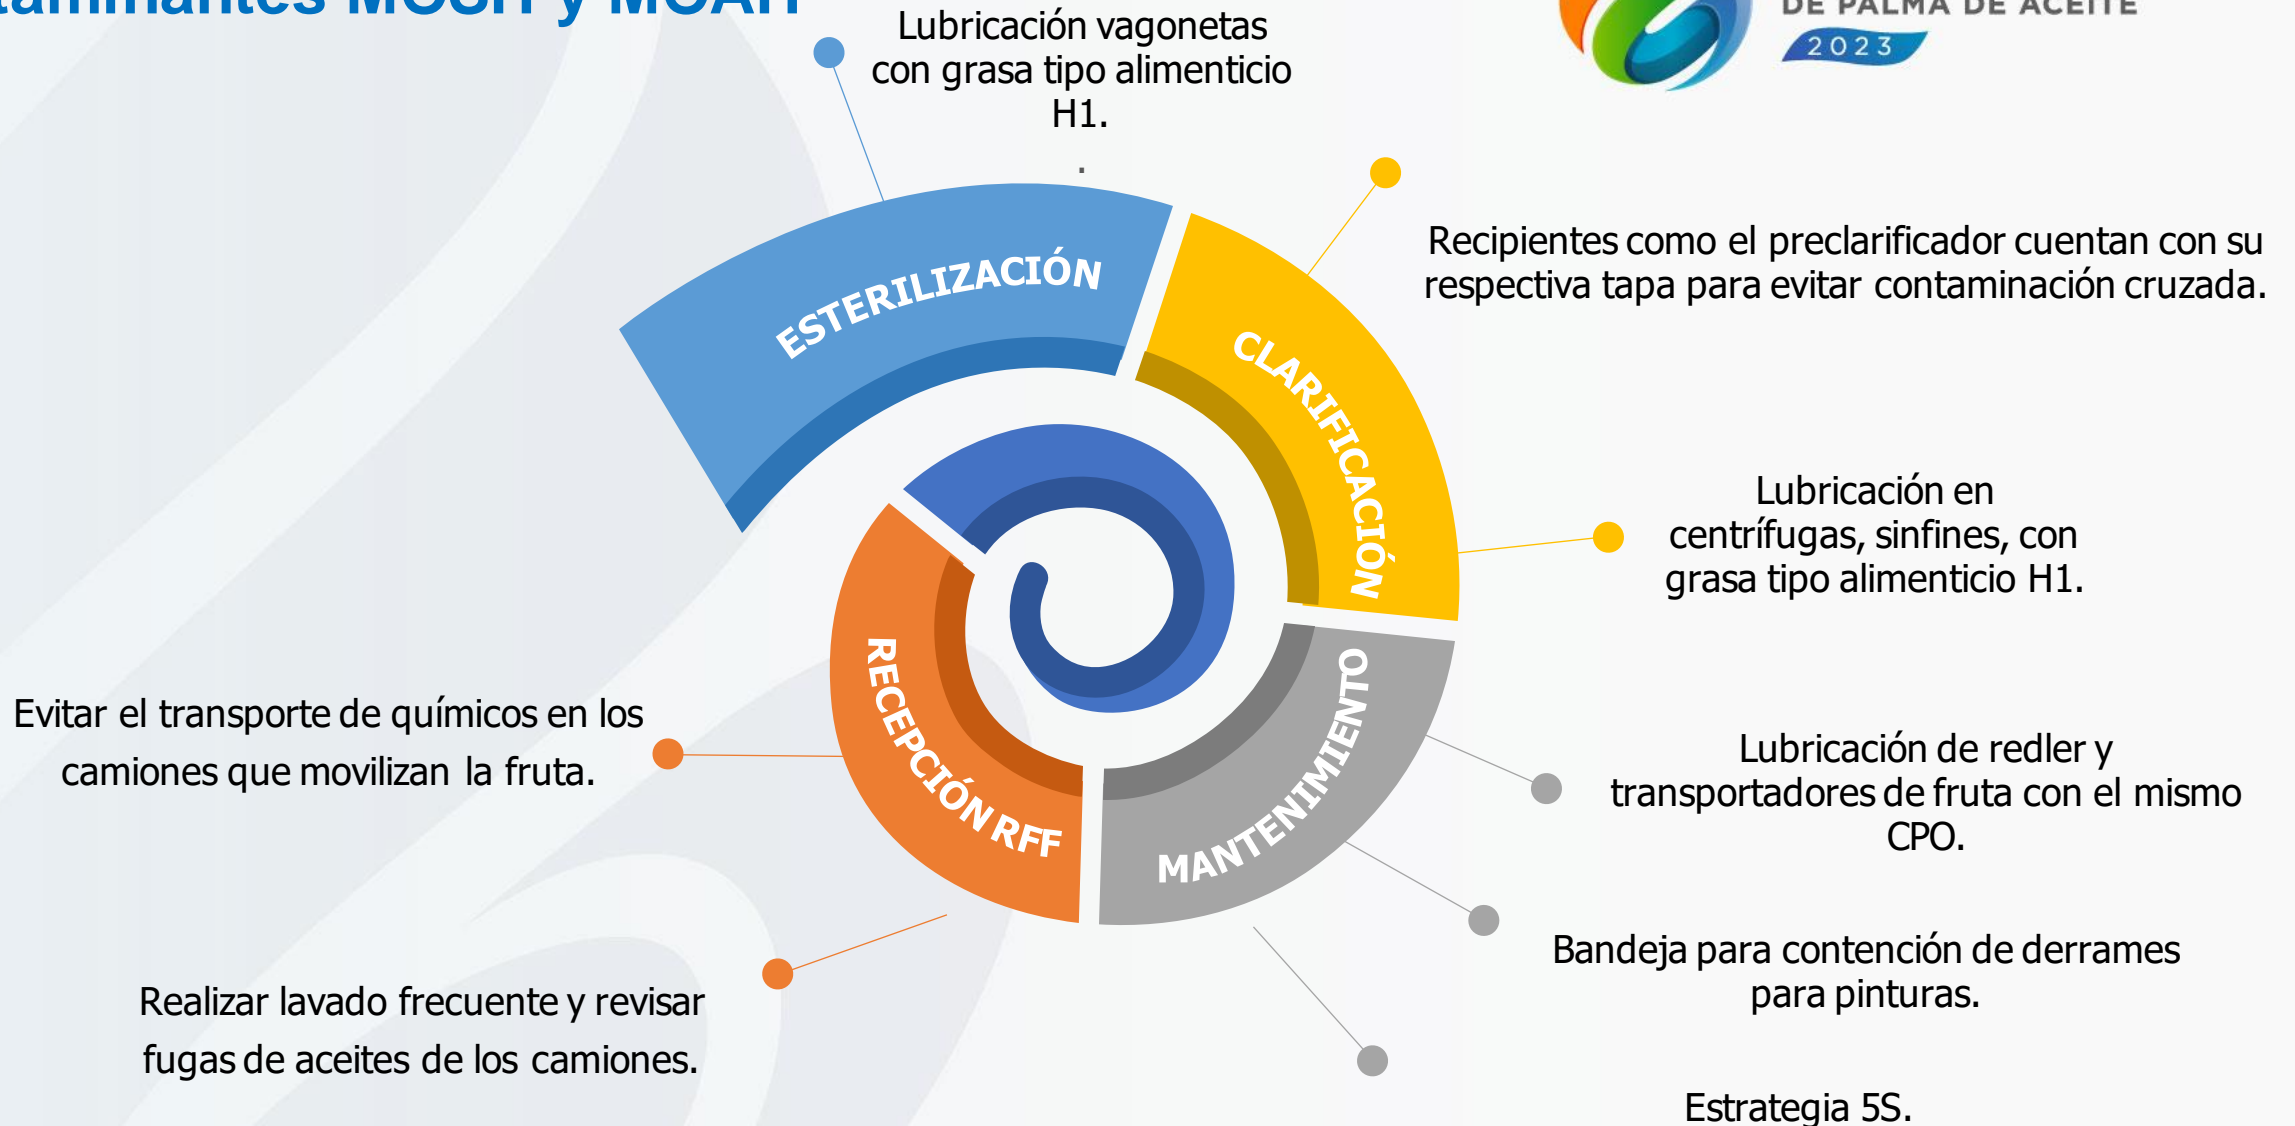 MOSH y MOAH
DE PALMA DE ACEITE
2023
Lubricación vagonetas
con grasa tipo alimenticio
H1.
.
ESTERILIZACIÓN
CLARIFICACIÓN
Recipientes como el preclarificador cuentan con su
respectiva tapa para evitar contaminación cruzada.
Lubricación en
centrífugas, sinfines, con
grasa tipo alimenticio H1.
MANTENIMIENTO
Lubricación de redler y
transportadores de fruta con el mismo
CPO.
Bandeja para contención de derrames
para pinturas.
Estrategia 5S.
RECEPCIÓN RFF
Evitar el transporte de químicos en los
camiones que movilizan la fruta.
Realizar lavado frecuente y revisar
fugas de aceites de los camiones.